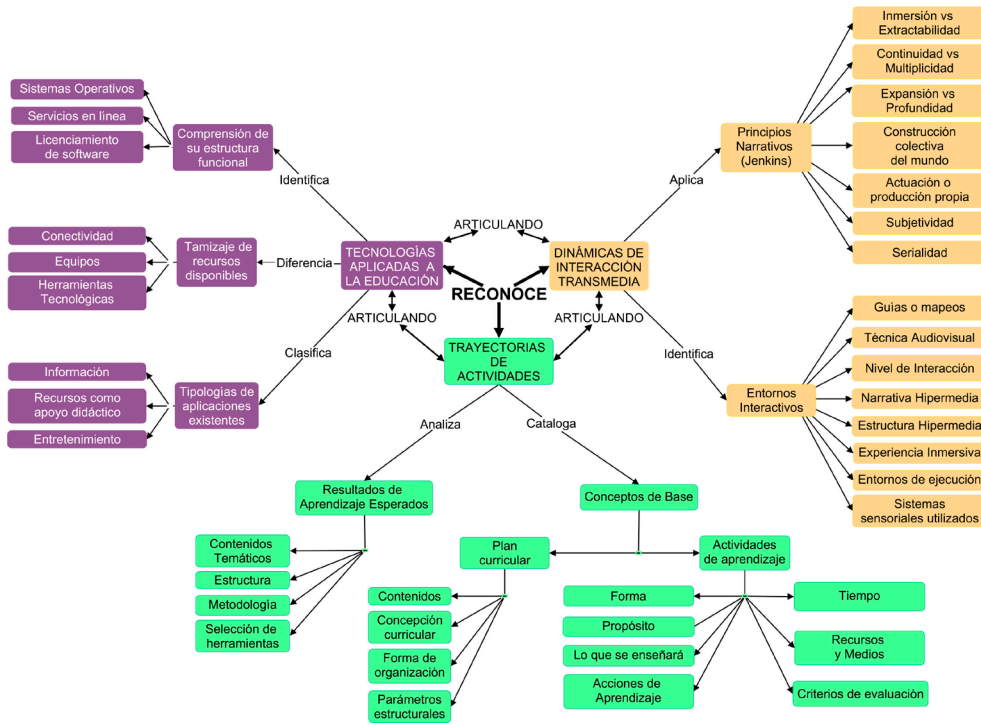 Sistemas Operativos
Servicios en linea
Licenciamiento
de software
Comprensión de
su estructura
funcional
Identifica
Conectividad
Equipos
Herramientas
Tecnológicas
Tamizaje de
recursos
disponibles
Diferencia
Información
Recursos como
apoyo didáctico
Entretenimiento
Tipologías de
aplicaciones
existentes
Clasifica
TECNOLOGÍAS
APLICADAS A
LA EDUCACIÓN
ARTICULANDO
DINÁMICAS DE
INTERACCIÓN
TRANSMEDIA
RECONOCE
ARTICULANDO
ARTICULANDO
TRAYECTORIAS
DE
ACTIVIDADES
Aplica
Principios
Narrativos
(Jenkins)
Inmersión vs
Extractabilidad
Continuidad vs
Multiplicidad
Expansión vs
Profundidad
Construcción
colectiva
del mundo
Actuación o
producción propia
Subjetividad
Serialidad
Identifica
Entornos
Interactivos
Guías o mapeos
Técnica Audiovisual
Nivel de Interacción
Narrativa Hipermedia
Estructura Hipermedia
Experiencia Inmersiva
Entornos de ejecución
Sistemas
sensoriales utilizados
Analiza
Cataloga
Resultados de
Aprendizaje Esperados
Contenidos
Temáticos
Estructura
Metodología
Selección de
herramientas
Conceptos de Base
Plan
curricular
Contenidos
Concepción
curricular
Forma de
organización
Parámetros
estructurales
Actividades
de aprendizaje
Forma
Propósito
Lo que se enseñará
Acciones de
Aprendizaje
Tiempo
Recursos
y Medios
Criterios de evaluación